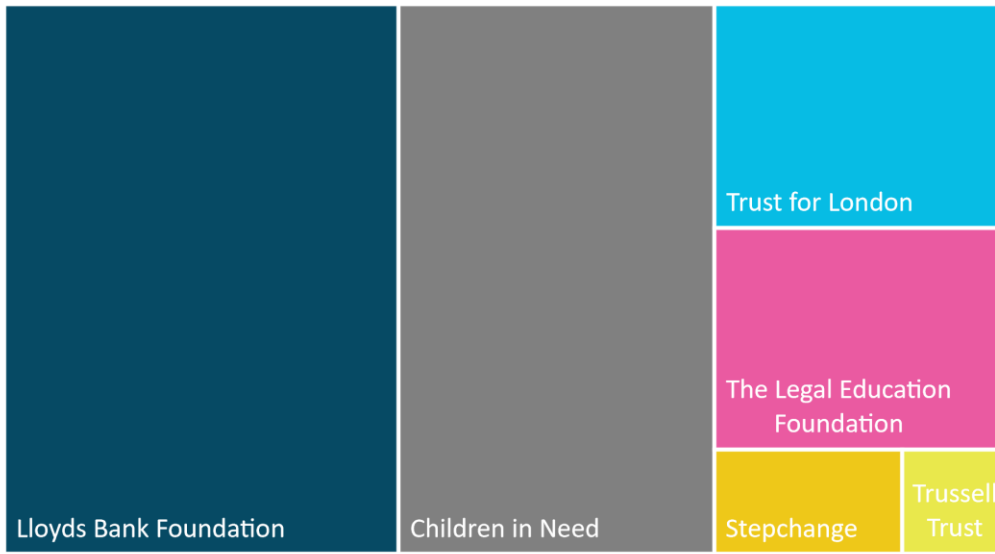 Lloyds Bank Foundation
Children in Need
Trust for London
The Legal Education
Foundation
Stepchange
Trussell
Trust